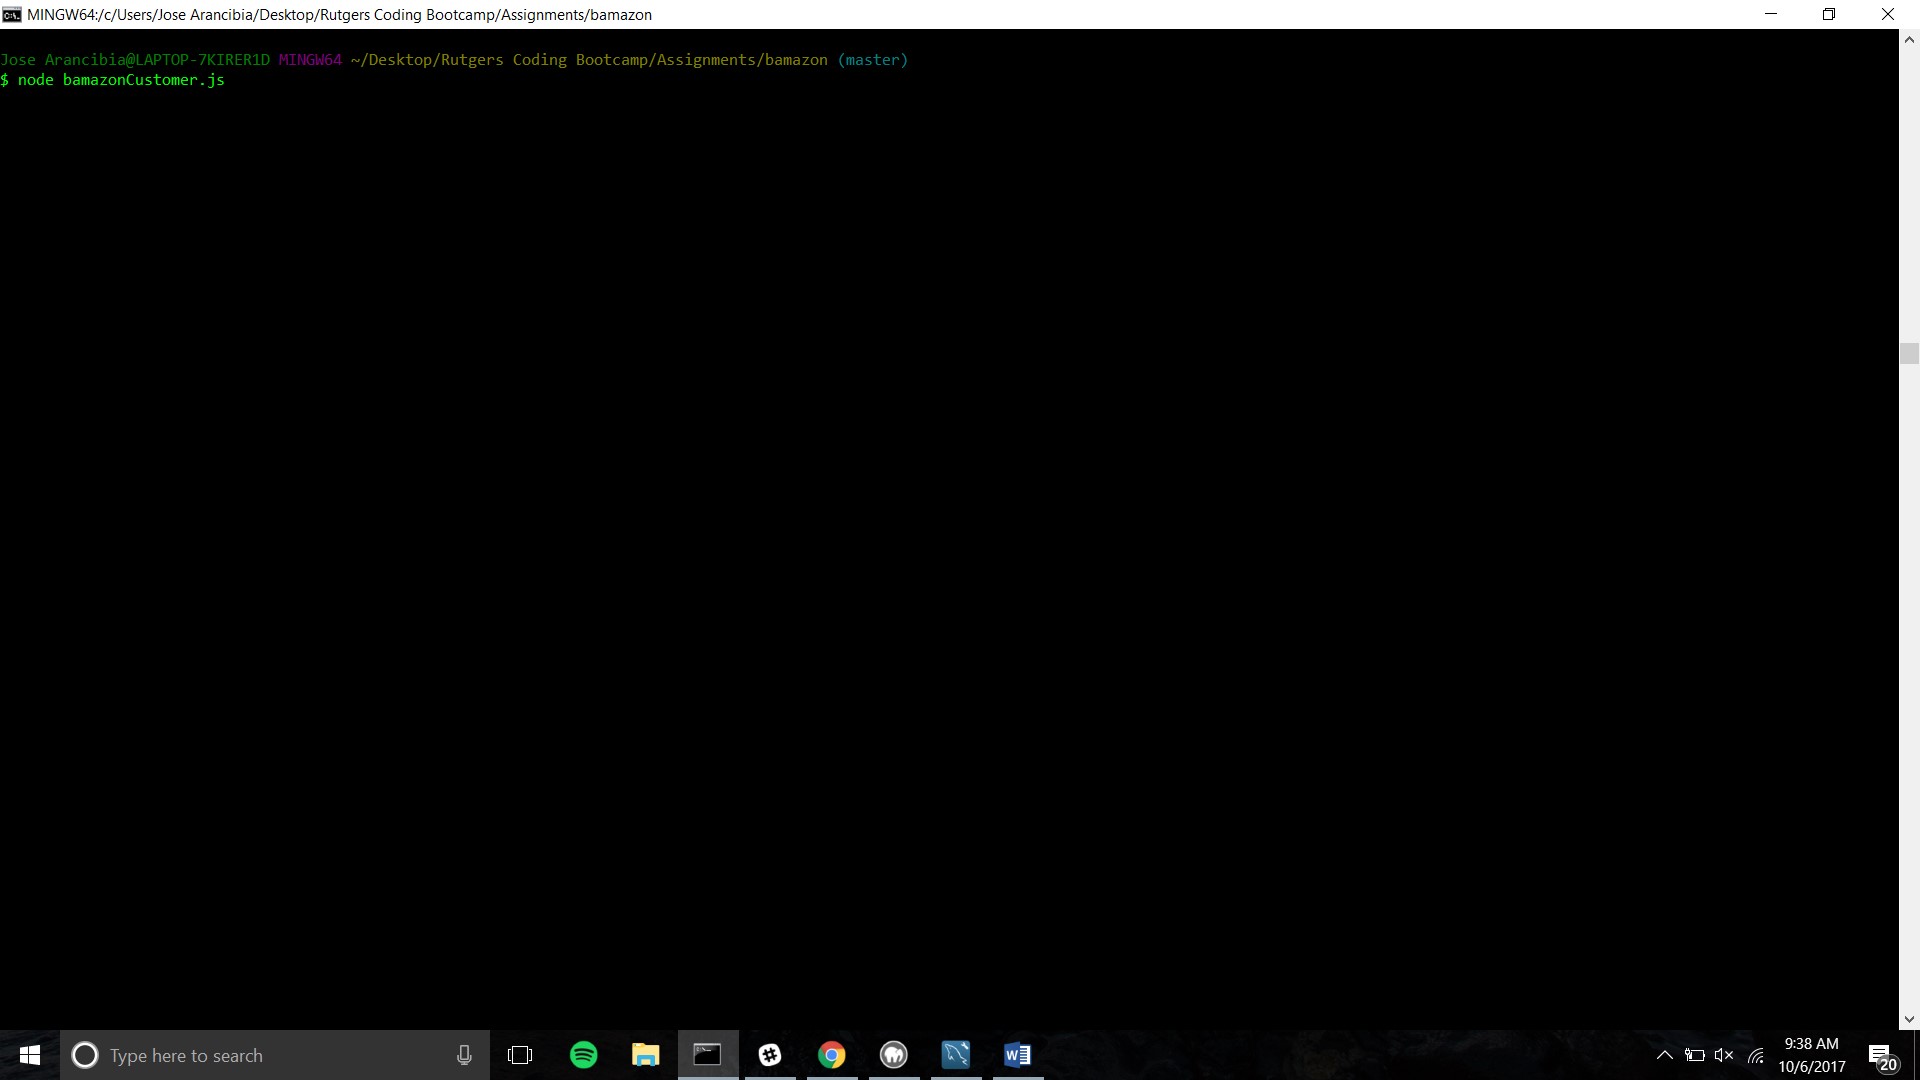 MINGW64:/c/Users/Jose Arancibia/Desktop/Rutgers Coding Bootcamp/Assignments/bamazon
Jose Arancibia@LAPTOP-7KIRER1D MINGW64 ~/Desktop/Rutgers Coding Bootcamp/Assignments/bamazon (master)
$ node bamazonCustomer.js
Type here to search
9:38 AM
10/6/2017
20